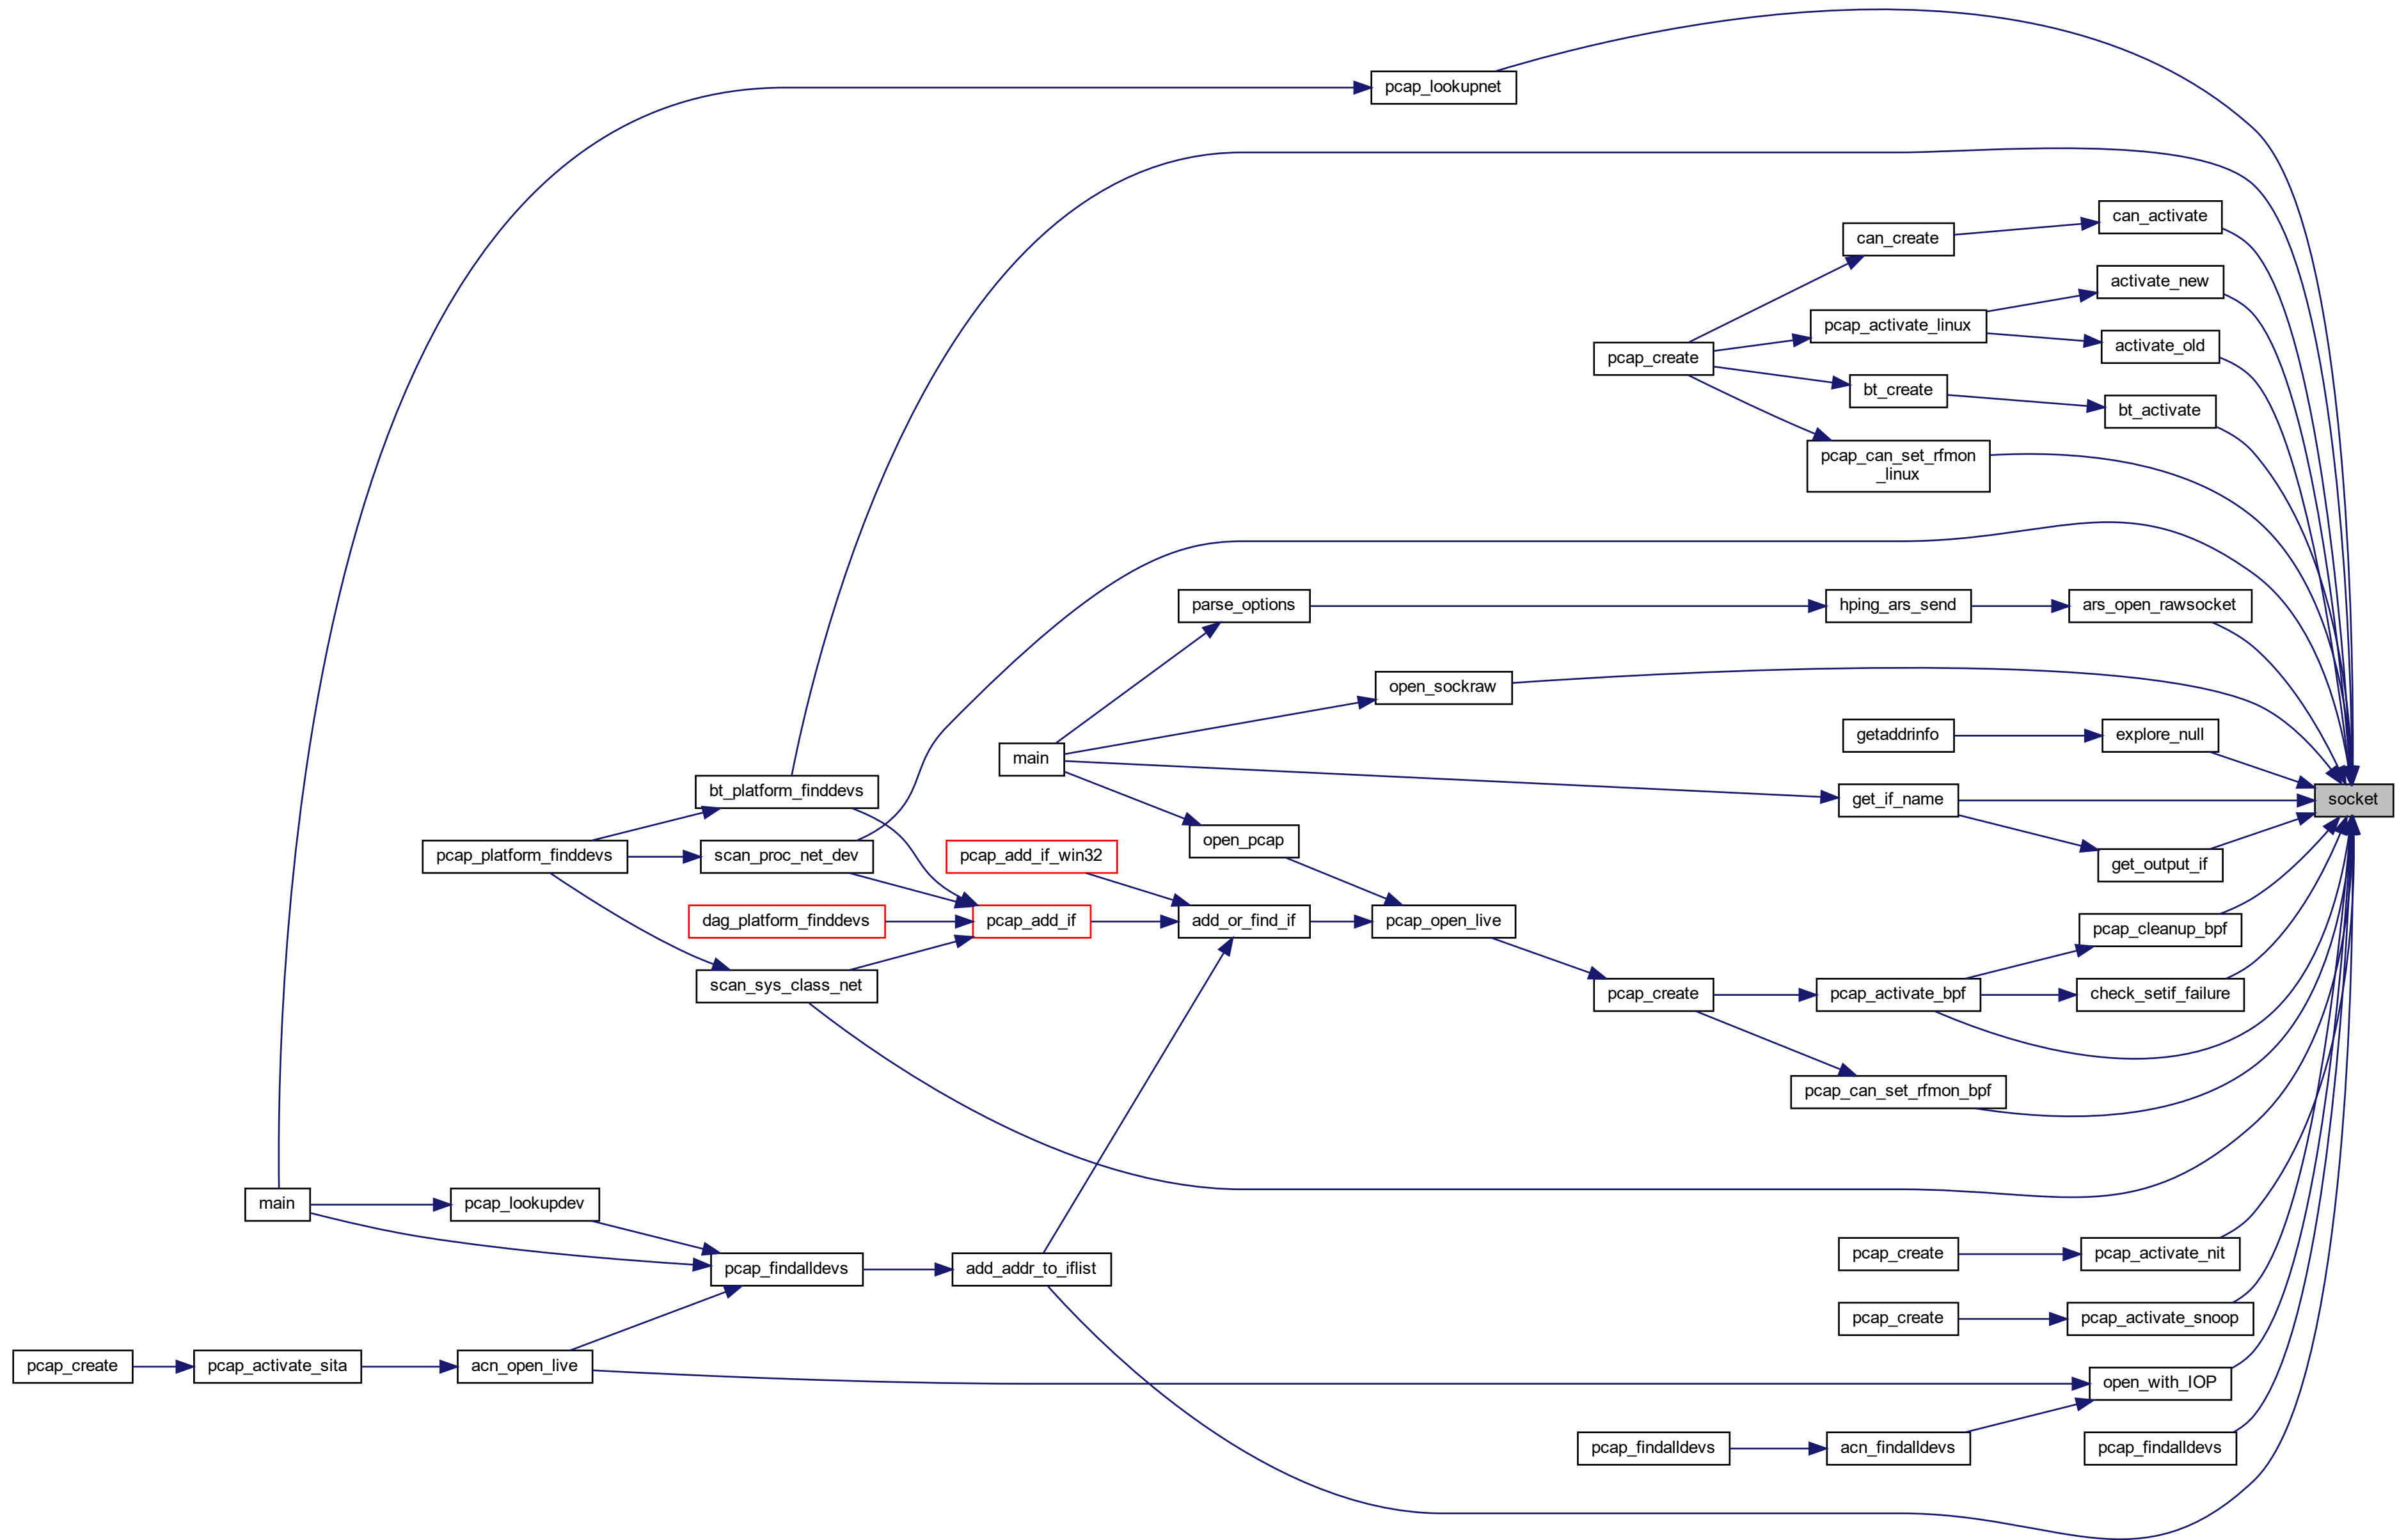 pcap_lookupnet
can_activate
can_create
activate_new
pcap_activate_linux
activate_old
pcap_create
bt_create
bt_activate
pcap_can_set_rfmon
_linux
parse_options
hping_ars_send
ars_open_rawsocket
open_sockraw
getaddrinfo
explore_null
main
bt_platform_finddevs
get_if_name
socket
open_pcap
pcap_platform_finddevs
scan_proc_net_dev
pcap_add_if_win32
get_output_if
dag_platform_finddevs
pcap_add_if
add_or_find_if
pcap_open_live
pcap_cleanup_bpf
scan_sys_class_net
pcap_create
pcap_activate_bpf
check_setif_failure
pcap_can_set_rfmon_bpf
main
pcap_lookupdev
pcap_findalldevs
add_addr_to_iflist
pcap_create
pcap_activate_nit
pcap_create
pcap_activate_snoop
pcap_create
pcap_activate_sita
acn_open_live
open_with_IOP
pcap_findalldevs
acn_findalldevs
pcap_findalldevs